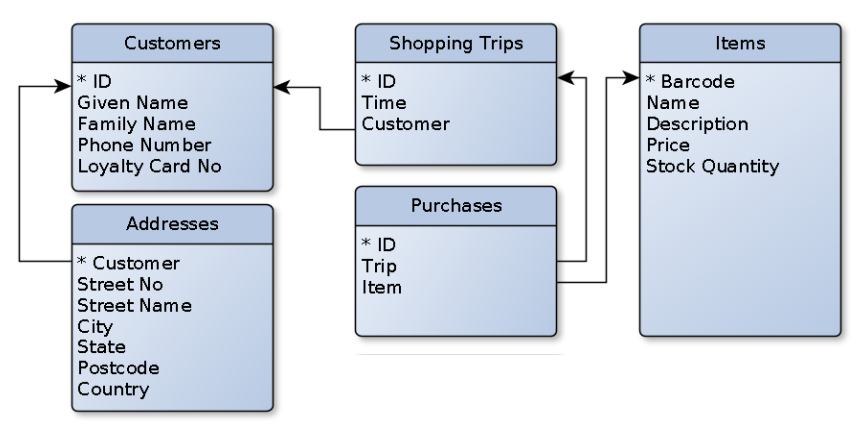 Customers
* ID
Given Name
Family Name
Phone Number
Loyalty Card No
Addresses
* Customer
Street No
Street Name
City
State
Postcode
Country
Shopping Trips
* ID
Time
Customer
Purchases
* ID
Trip
Item
Items
* Barcode
Name
Description
Price
Stock Quantity